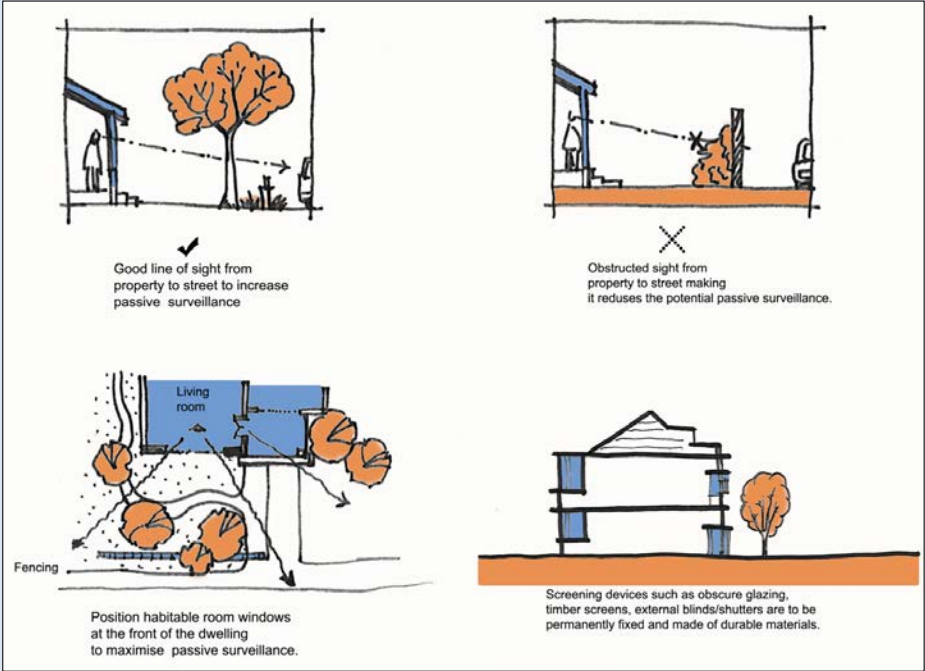 Good line of sight from
property to street to increase
passive surveillance
Obstructed sight from
property to street making
it reduses the potential passive surveillance.
Living
room
Fencing
Position habitable room windows
at the front of the dwelling
to maximise passive surveillance.
Screening devices such as obscure glazing,
timber screens, external blinds/shutters are to be
permanently fixed and made of durable materials.